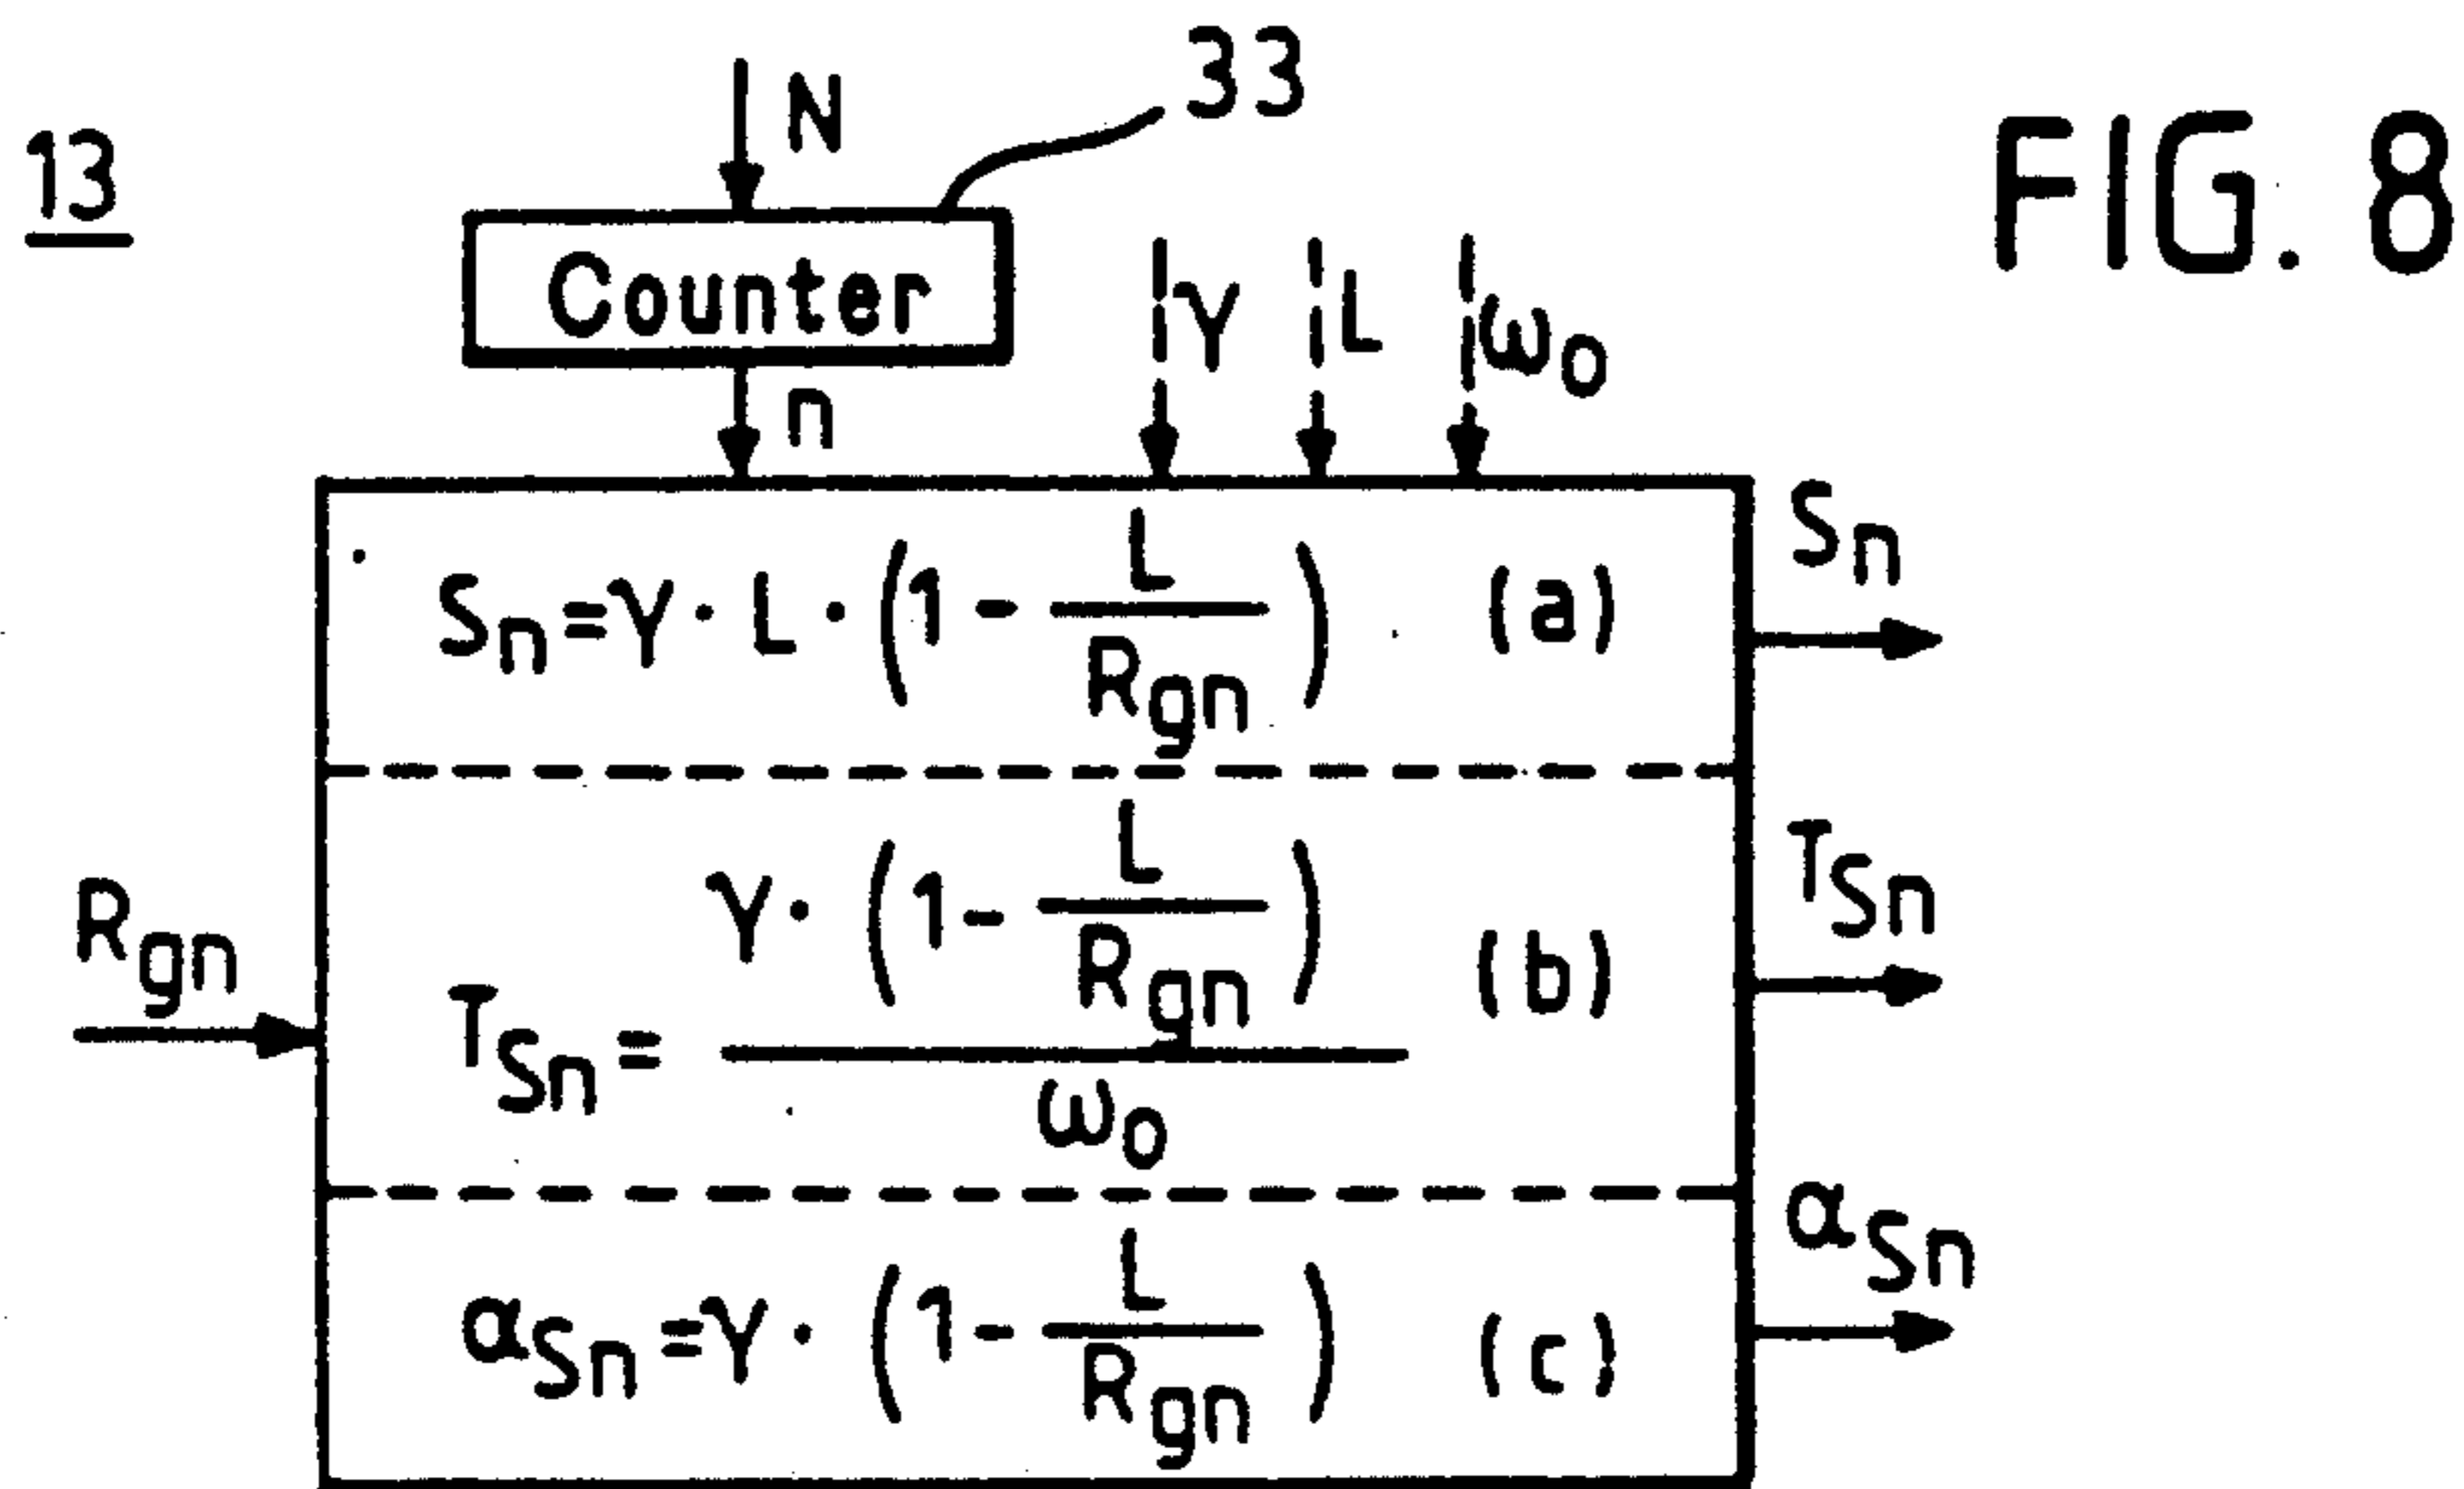 13
N
33
FIG. 8
Counter
n
γ
L
ω₀
Sn=γ·L·(1-L/Rgn) (a)
Sn
Rgn
TSn= γ·(1-L/Rgn)/ω₀ (b)
TSn
αSn=γ·(1-L/Rgn) (c)
αSn